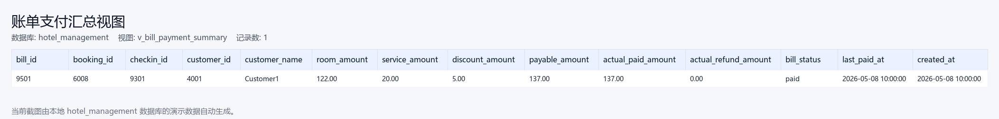 账单支付汇总视图
数据库: hotel_management 视图: v_bill_payment_summary 记录数: 1
bill_id booking_id checkin_id customer_id customer_name room_amount service_amount discount_amount payable_amount actual_paid_amount actual_refund_amount bill_status last_paid_at created_at
9501 6008 9301 4001 Customer1 122.00 20.00 5.00 137.00 137.00 0.00 paid 2026-05-08 10:00:00 2026-05-08 10:00:00
当前截图由本地 hotel_management 数据库的演示数据自动生成。